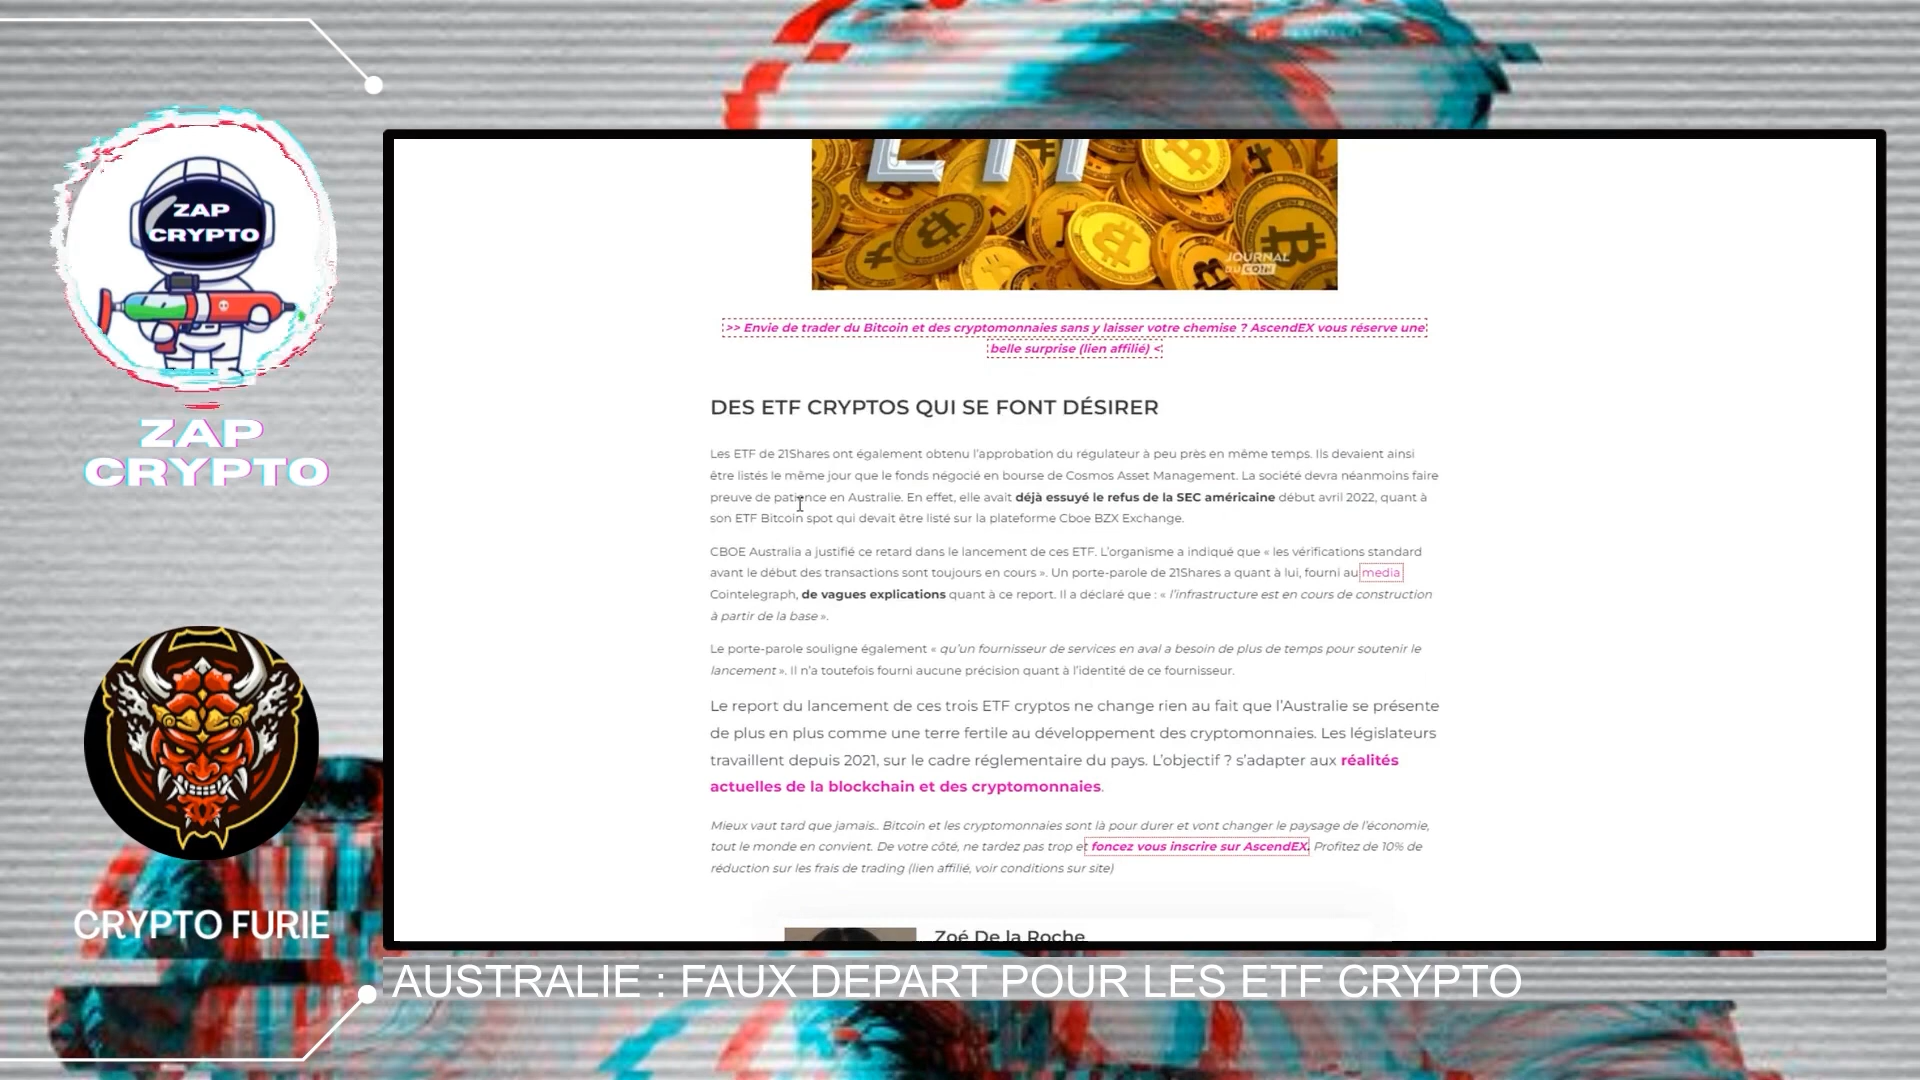 ZAP
CRYPTO
ZAP
CRYPTO
CRYPTO FURIE
ETF
JOURNAL
DU COIN
>> Envie de trader du Bitcoin et des cryptomonnaies sans y laisser votre chemise ? AscendEX vous réserve une
belle surprise (lien affilié) <
DES ETF CRYPTOS QUI SE FONT DÉSIRER
Les ETF de 21Shares ont également obtenu l'approbation du régulateur à peu près en même temps. Ils devaient ainsi
être listés le même jour que le fonds négocié en bourse de Cosmos Asset Management. La société devra néanmoins faire
preuve de patience en Australie. En effet, elle avait déjà essuyé le refus de la SEC américaine début avril 2022, quant à
son ETF Bitcoin spot qui devait être listé sur la plateforme Cboe BZX Exchange.
CBOE Australia a justifié ce retard dans le lancement de ces ETF. L'organisme a indiqué que « les vérifications standard
avant le début des transactions sont toujours en cours ». Un porte-parole de 21Shares a quant à lui, fourni au media
Cointelegraph, de vagues explications quant à ce report. Il a déclaré que : « l'infrastructure est en cours de construction
à partir de la base ».
Le porte-parole souligne également « qu'un fournisseur de services en aval a besoin de plus de temps pour soutenir le
lancement ». Il n'a toutefois fourni aucune précision quant à l'identité de ce fournisseur.
Le report du lancement de ces trois ETF cryptos ne change rien au fait que l'Australie se présente
de plus en plus comme une terre fertile au développement des cryptomonnaies. Les législateurs
travaillent depuis 2021, sur le cadre réglementaire du pays. L'objectif ? s'adapter aux réalités
actuelles de la blockchain et des cryptomonnaies.
Mieux vaut tard que jamais.. Bitcoin et les cryptomonnaies sont là pour durer et vont changer le paysage de l'économie,
tout le monde en convient. De votre côté, ne tardez pas trop et foncez vous inscrire sur AscendEX. Profitez de 10% de
réduction sur les frais de trading (lien affilié, voir conditions sur site)
Zoé De la Roche
AUSTRALIE : FAUX DEPART POUR LES ETF CRYPTO